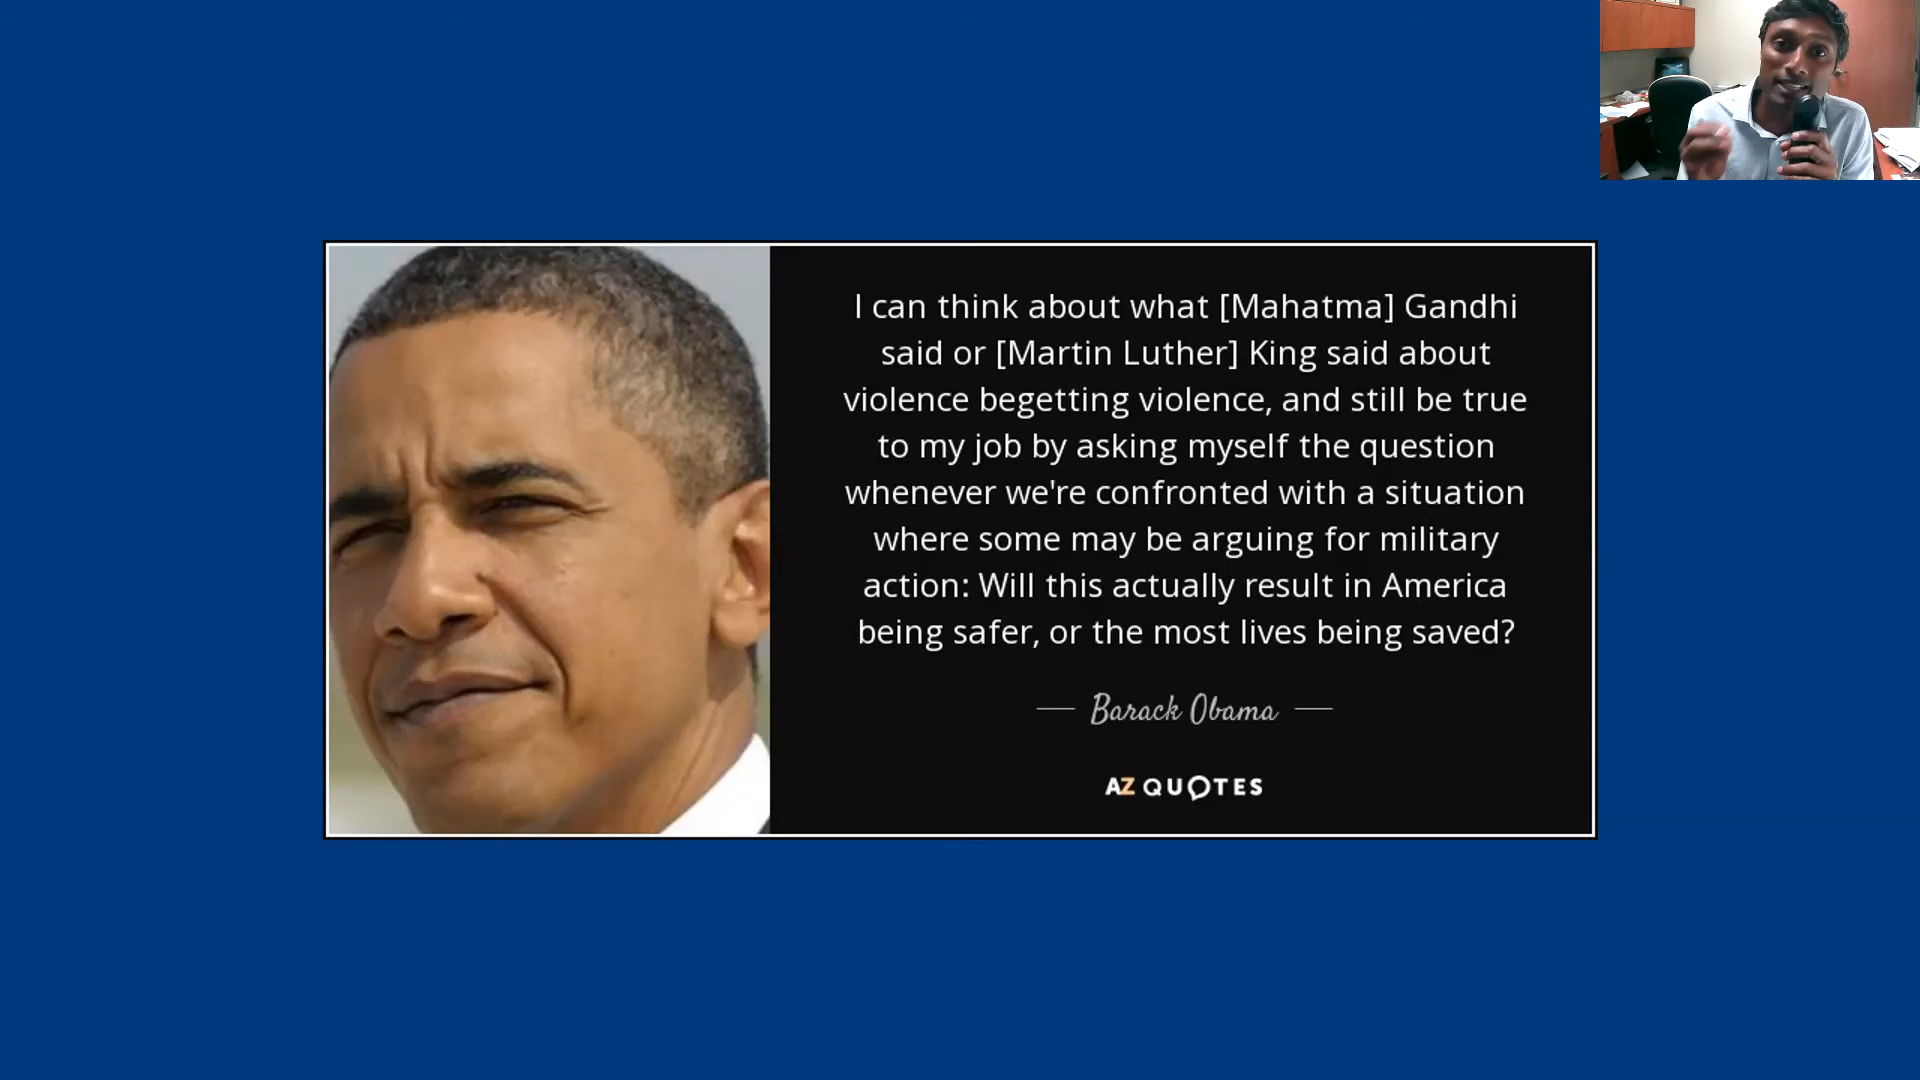 I can think about what [Mahatma] Gandhi
said or [Martin Luther] King said about
violence begetting violence, and still be true
to my job by asking myself the question
whenever we're confronted with a situation
where some may be arguing for military
action: Will this actually result in America
being safer, or the most lives being saved?
Barack Obama
AZ QUOTES